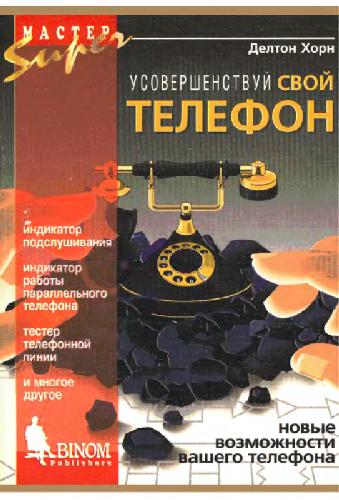 МАСТЕР
Super
Делтон Хорн
УСОВЕРШЕНСТВУЙ СВОЙ
ТЕЛЕФОН
индикатор
подслушивания
индикатор
работы
параллельного
телефона
тестер
телефонной
линии
и многое
другое
новые
возможности
вашего телефона
BINOM
Publishers